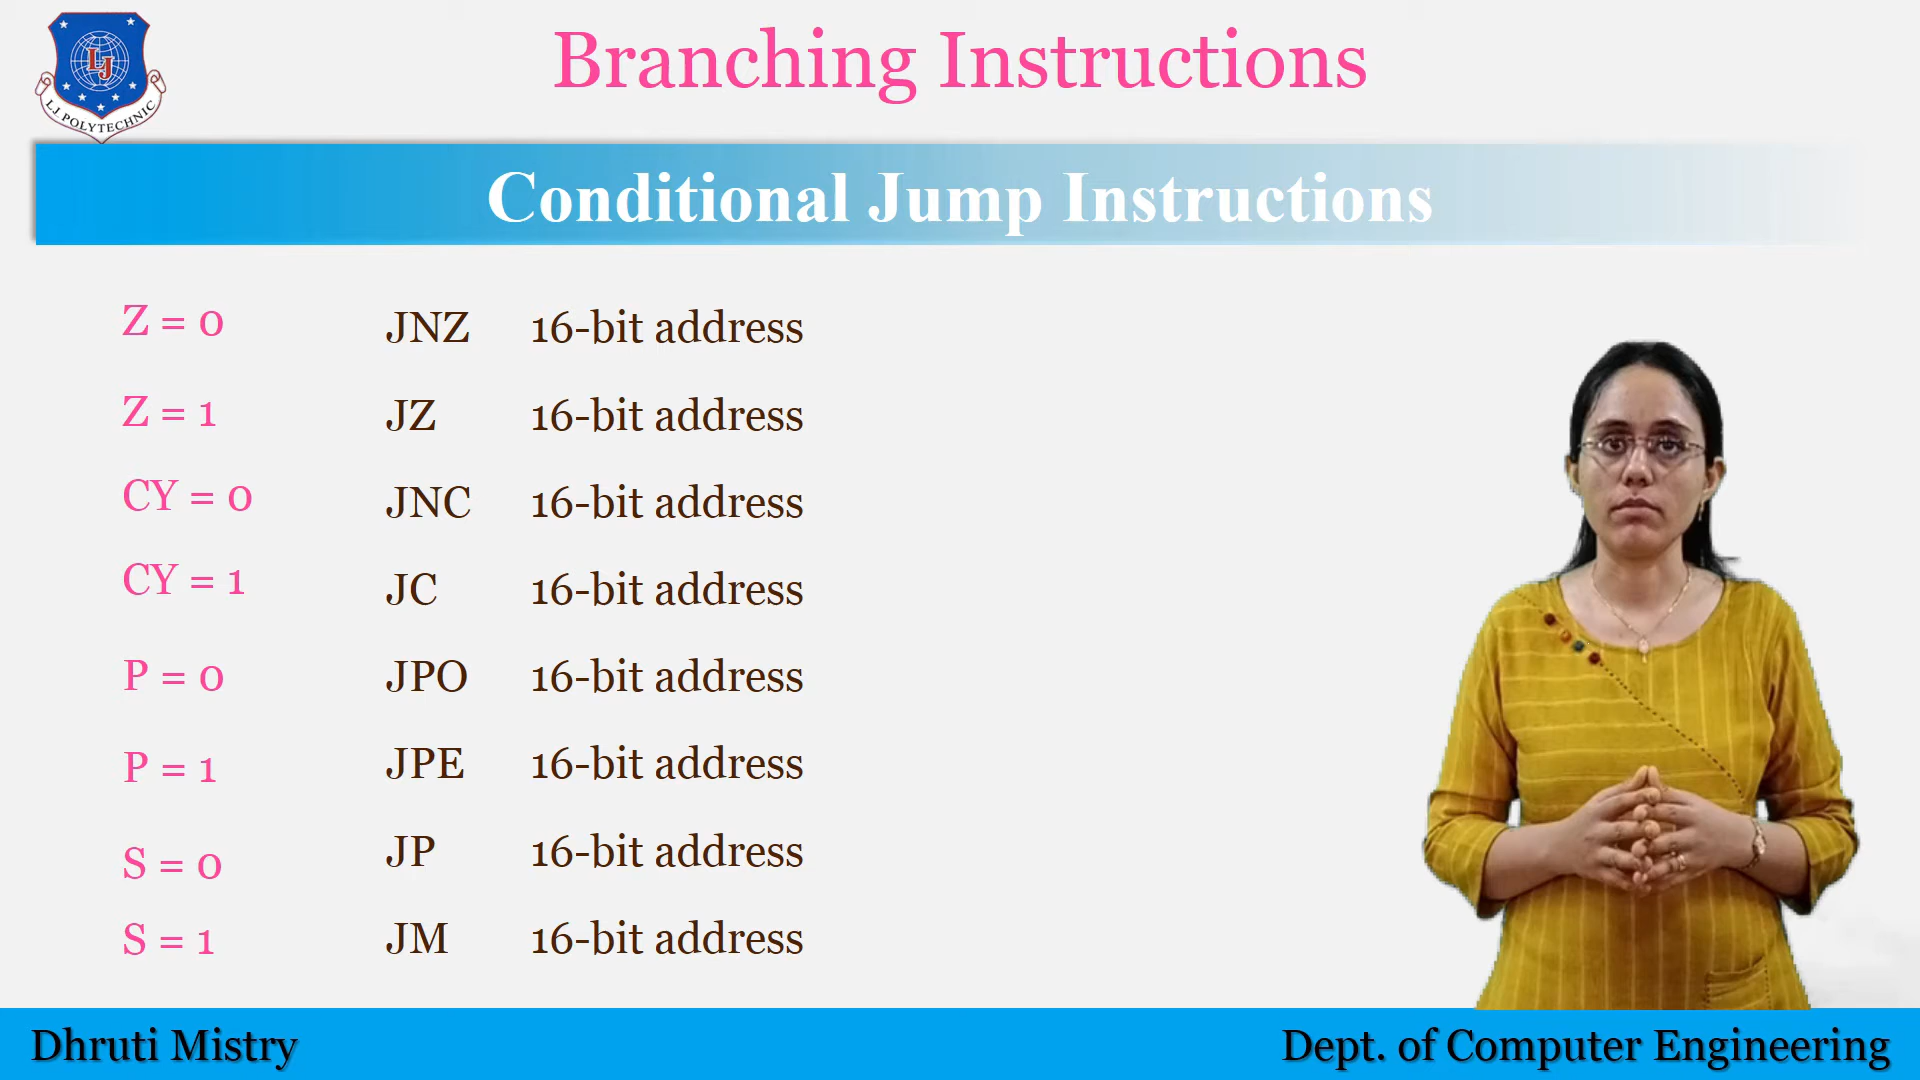 LJ
L.J. POLYTECHNIC
Branching Instructions
Conditional Jump Instructions
Z = 0 JNZ 16-bit address
Z = 1 JZ 16-bit address
CY = 0 JNC 16-bit address
CY = 1 JC 16-bit address
P = 0 JPO 16-bit address
P = 1 JPE 16-bit address
S = 0 JP 16-bit address
S = 1 JM 16-bit address
Dhruti Mistry Dept. of Computer Engineering